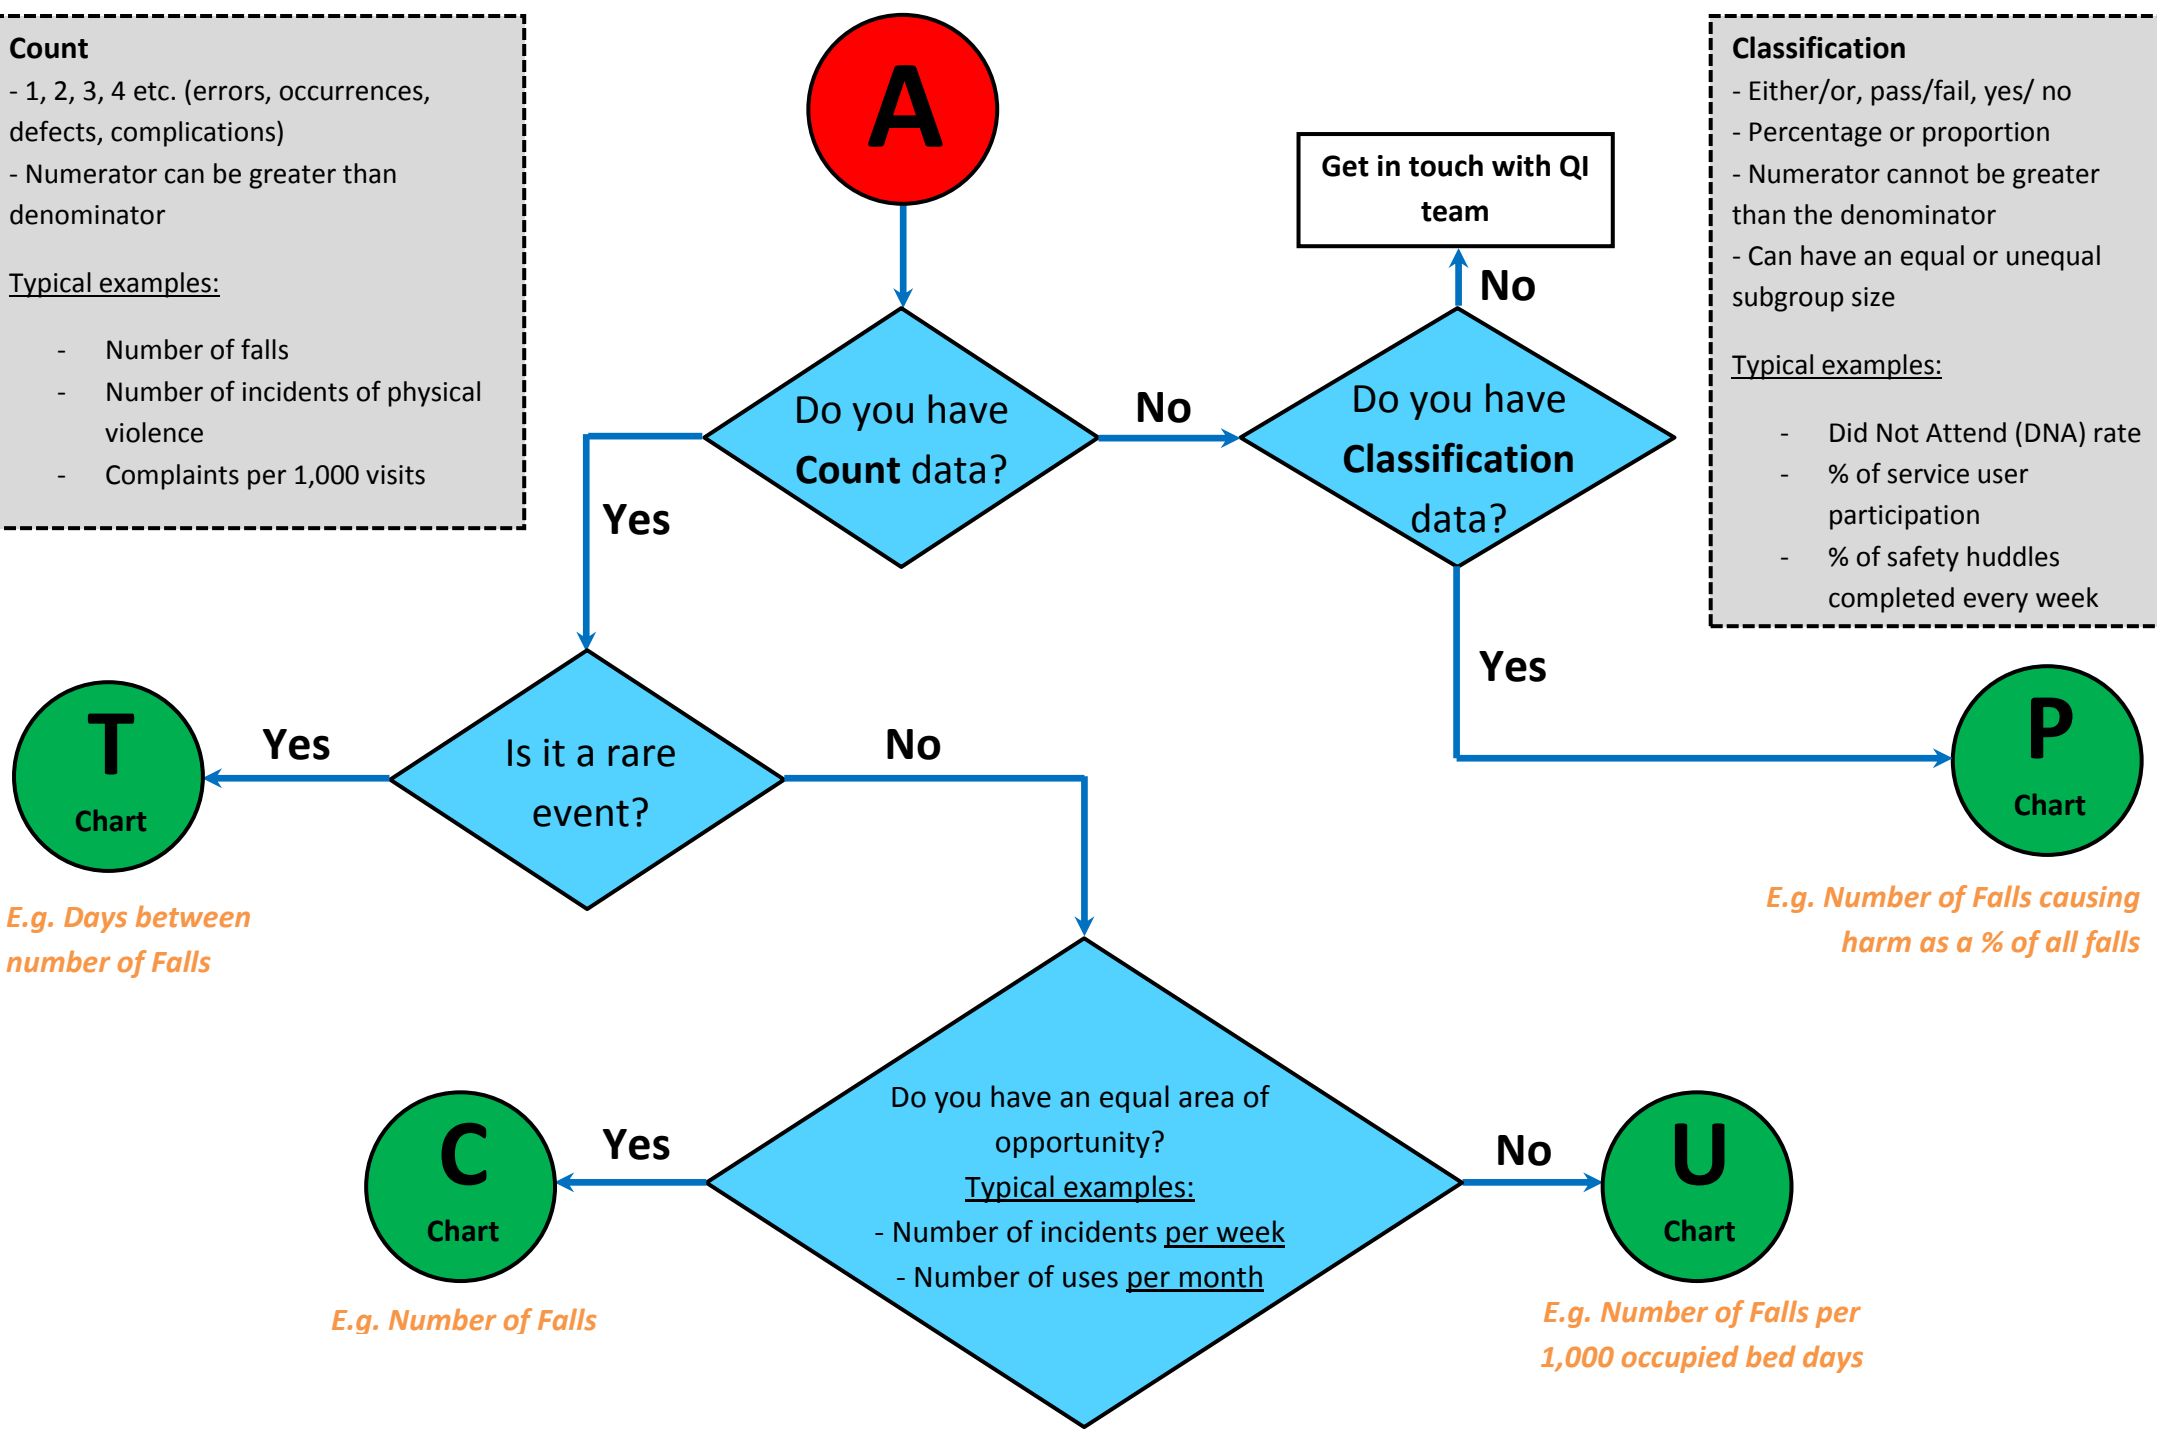 Count
- 1, 2, 3, 4 etc. (errors, occurrences,
defects, complications)
- Numerator can be greater than
denominator
Typical examples:
- Number of falls
- Number of incidents of physical
violence
- Complaints per 1,000 visits
A
Get in touch with QI
team
No
Classification
- Either/or, pass/fail, yes/ no
- Percentage or proportion
- Numerator cannot be greater
than the denominator
- Can have an equal or unequal
subgroup size
Typical examples:
- Did Not Attend (DNA) rate
- % of service user
participation
- % of safety huddles
completed every week
Do you have
Count data?
No
Do you have
Classification
data?
Yes
Yes
T
Chart
Yes
Is it a rare
event?
No
P
Chart
E.g. Days between
number of Falls
E.g. Number of Falls causing
harm as a % of all falls
C
Chart
Yes
Do you have an equal area of
opportunity?
Typical examples:
- Number of incidents per week
- Number of uses per month
No
U
Chart
E.g. Number of Falls
E.g. Number of Falls per
1,000 occupied bed days